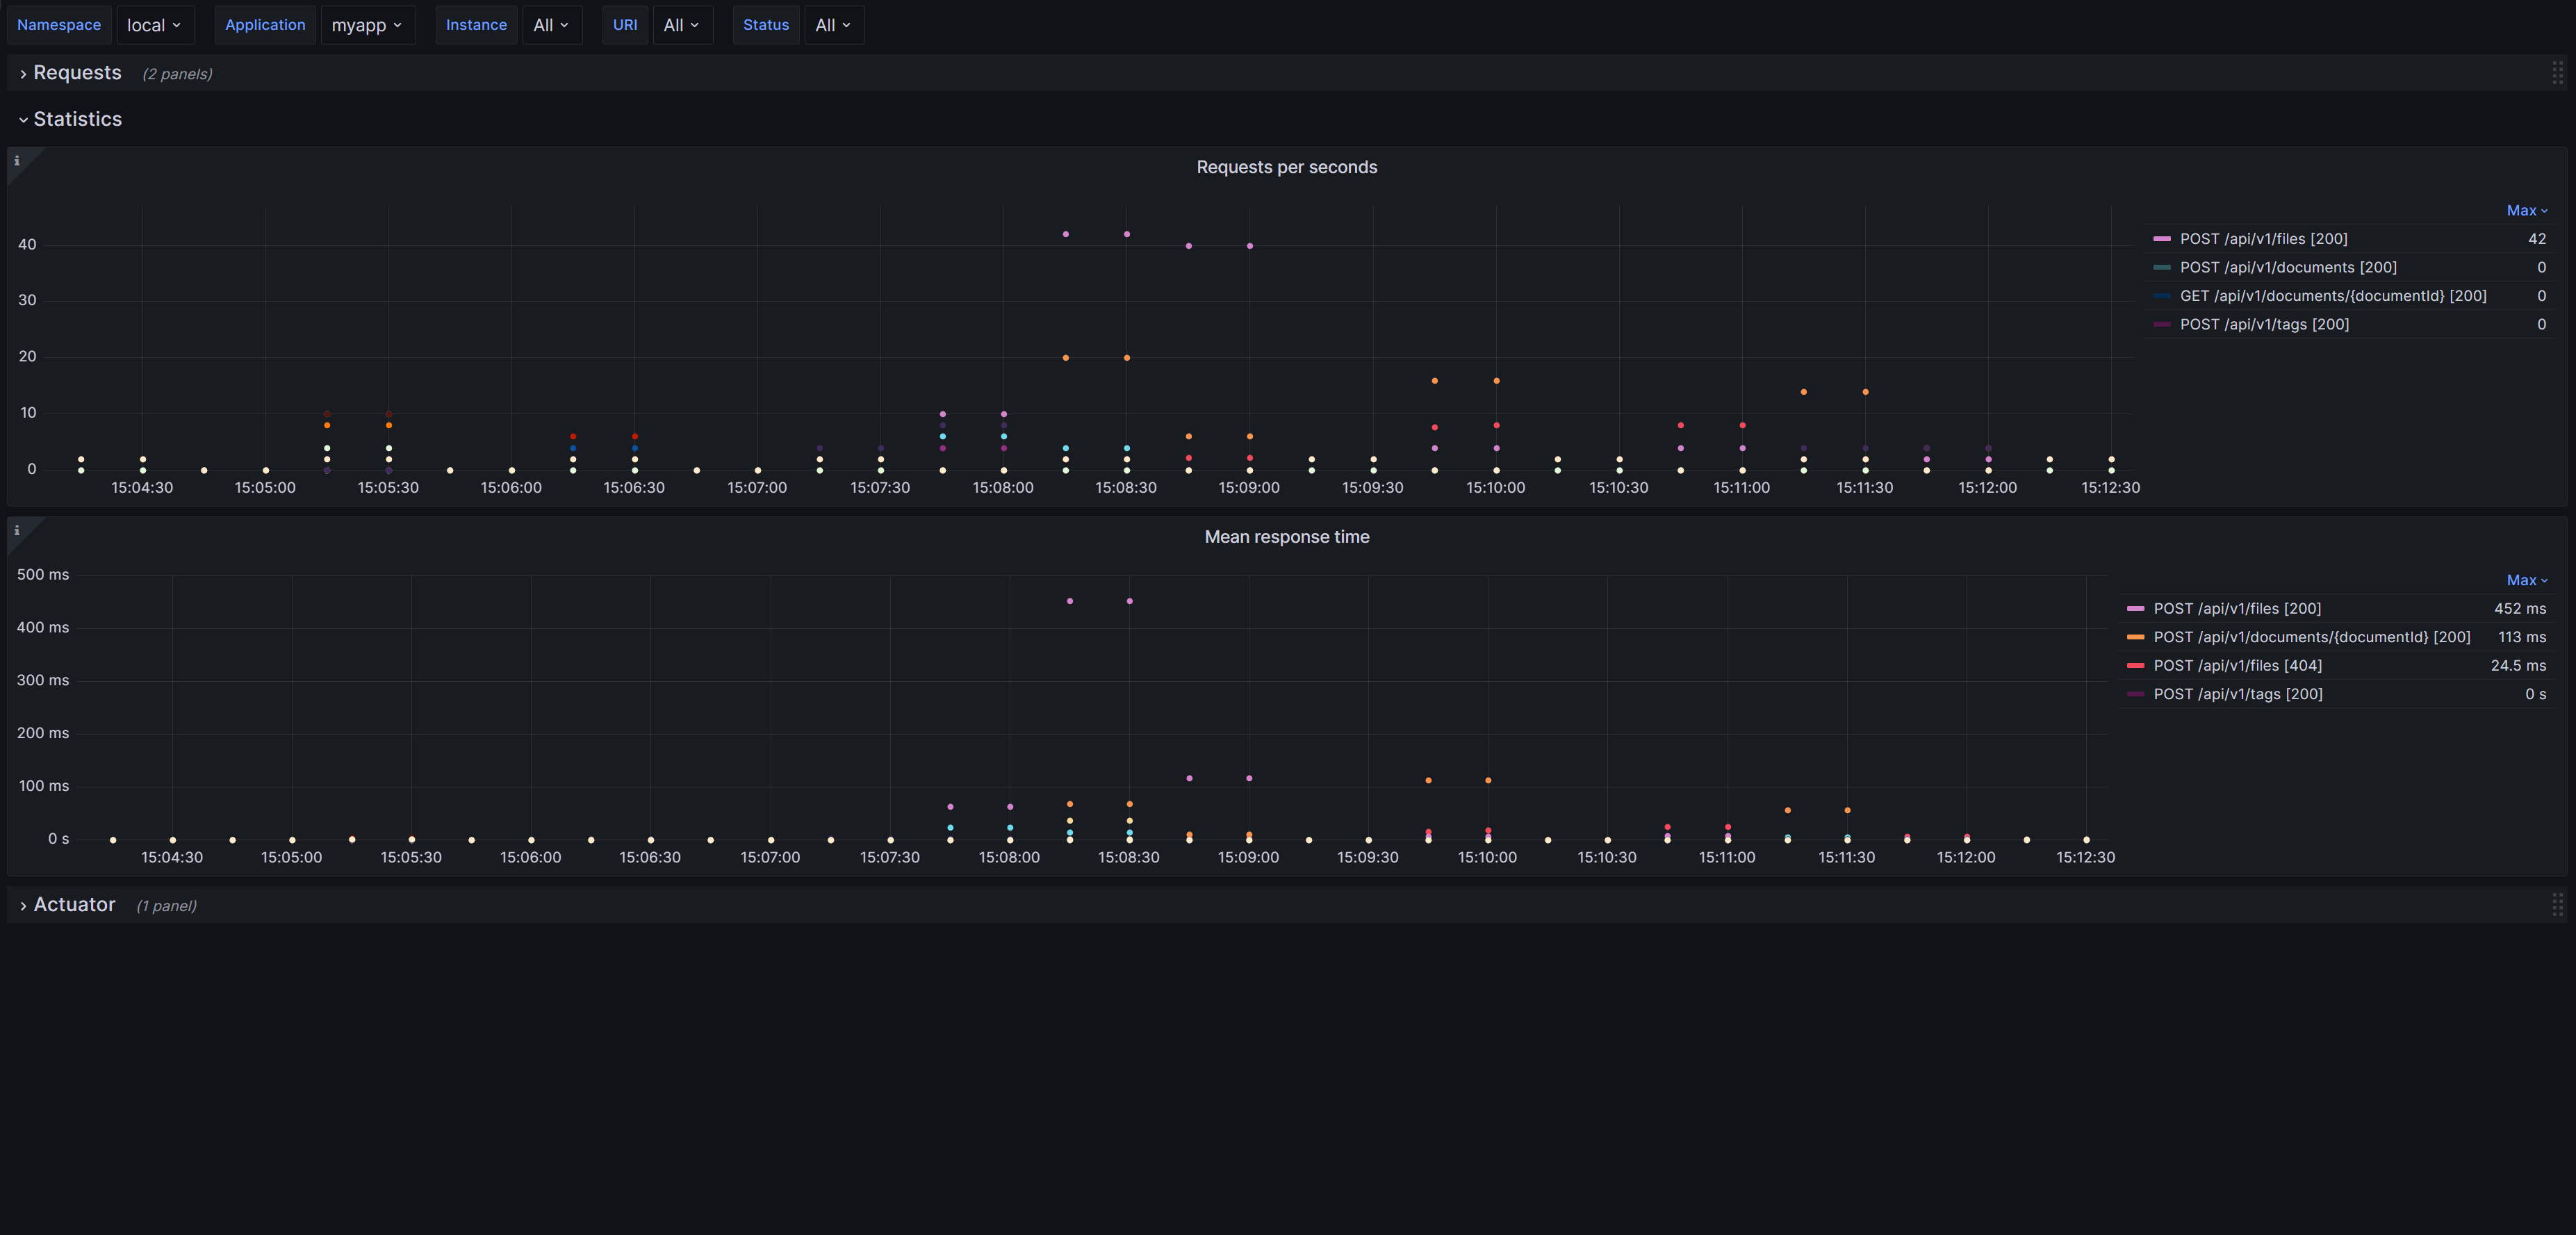 Namespace local Application myapp Instance All URI All Status All
Requests (2 panels)
Statistics
i
Requests per seconds
Max
POST /api/v1/files [200] 42
POST /api/v1/documents [200] 0
GET /api/v1/documents/{documentId} [200] 0
POST /api/v1/tags [200] 0
40
30
20
10
0
15:04:30 15:05:00 15:05:30 15:06:00 15:06:30 15:07:00 15:07:30 15:08:00 15:08:30 15:09:00 15:09:30 15:10:00 15:10:30 15:11:00 15:11:30 15:12:00 15:12:30
i
Mean response time
Max
POST /api/v1/files [200] 452 ms
POST /api/v1/documents/{documentId} [200] 113 ms
POST /api/v1/files [404] 24.5 ms
POST /api/v1/tags [200] 0 s
500 ms
400 ms
300 ms
200 ms
100 ms
0 s
15:04:30 15:05:00 15:05:30 15:06:00 15:06:30 15:07:00 15:07:30 15:08:00 15:08:30 15:09:00 15:09:30 15:10:00 15:10:30 15:11:00 15:11:30 15:12:00 15:12:30
Actuator (1 panel)